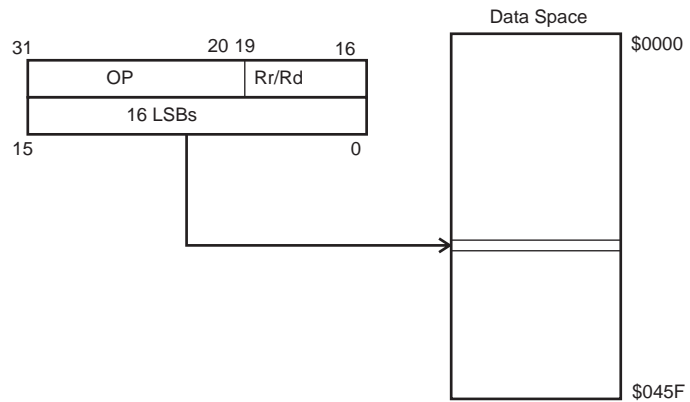 Data Space
$0000
31 20 19 16
OP Rr/Rd
16 LSBs
15 0
$045F